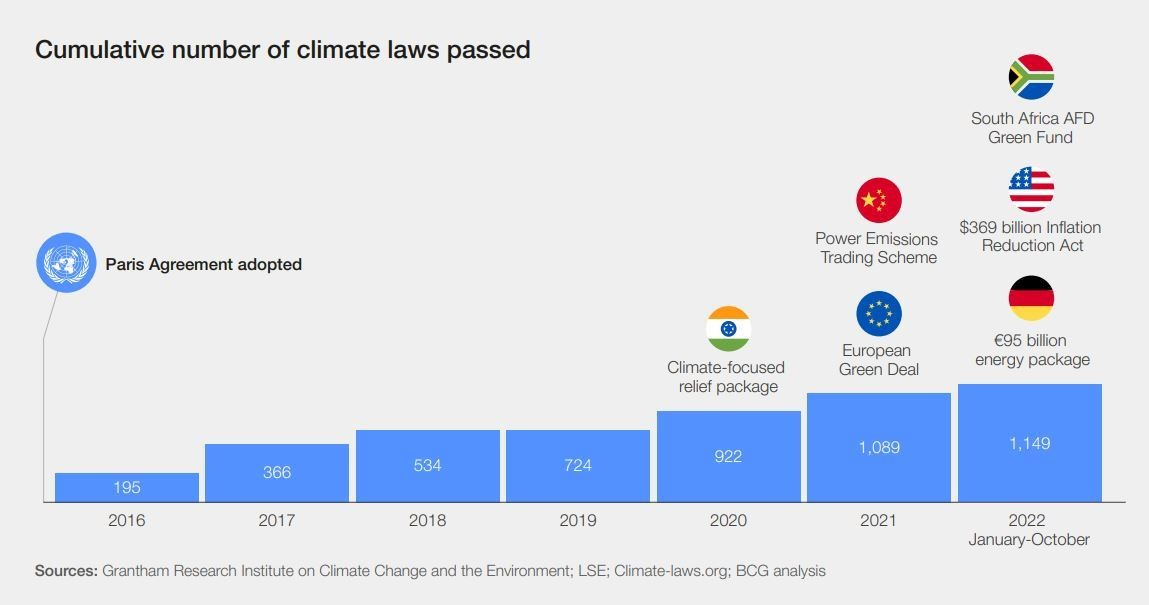 Cumulative number of climate laws passed
South Africa AFD
Green Fund
Power Emissions
Trading Scheme
$369 billion Inflation
Reduction Act
Paris Agreement adopted
Climate-focused
relief package
European
Green Deal
€95 billion
energy package
195
366
534
724
922
1,089
1,149
2016
2017
2018
2019
2020
2021
2022
January-October
Sources: Grantham Research Institute on Climate Change and the Environment; LSE; Climate-laws.org; BCG analysis